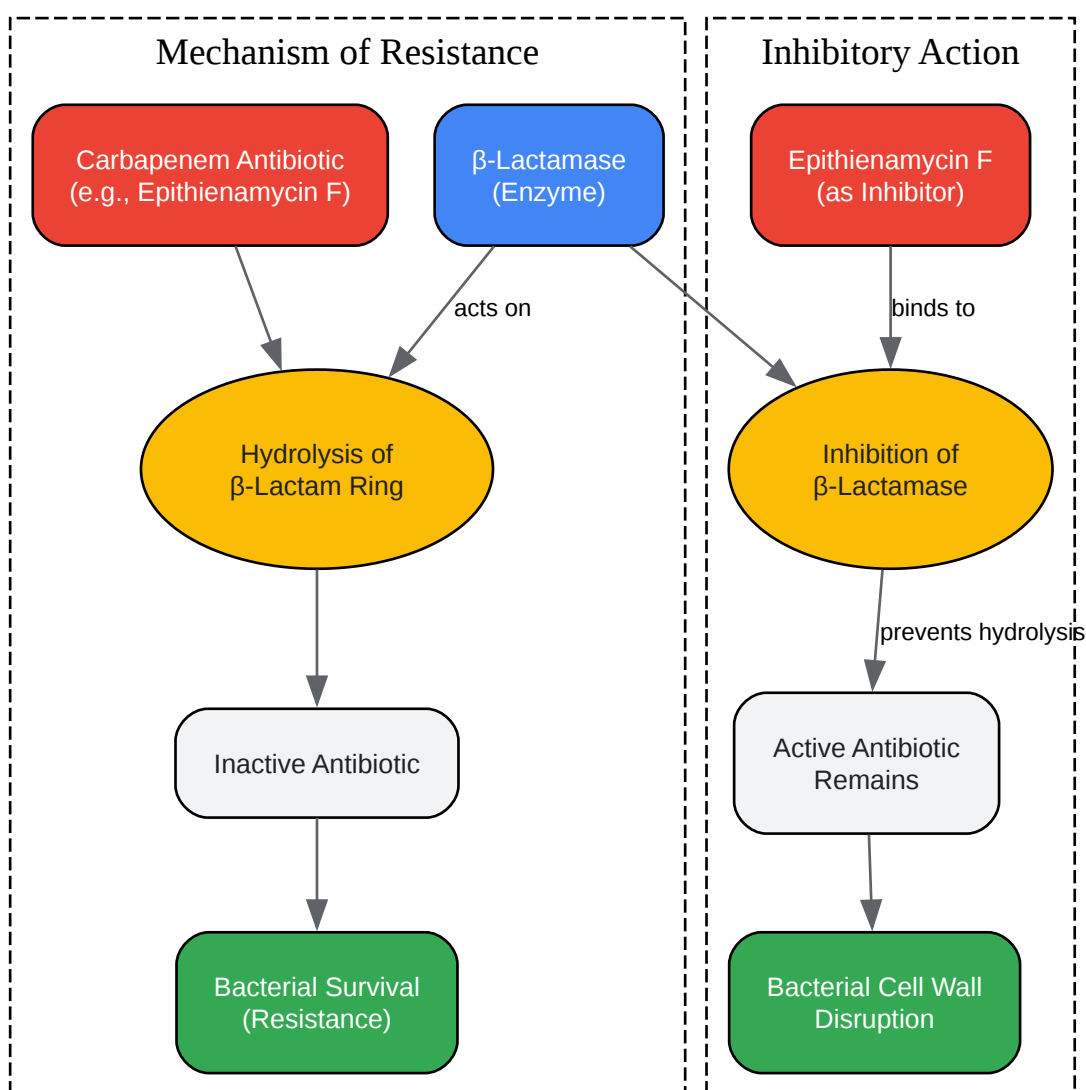 Mechanism of Resistance
Carbapenem Antibiotic
(e.g., Epithienamycin F)
β-Lactamase
(Enzyme)
acts on
Hydrolysis of
β-Lactam Ring
Inactive Antibiotic
Bacterial Survival
(Resistance)
Inhibitory Action
Epithienamycin F
(as Inhibitor)
binds to
Inhibition of
β-Lactamase
prevents hydrolysis
Active Antibiotic
Remains
Bacterial Cell Wall
Disruption